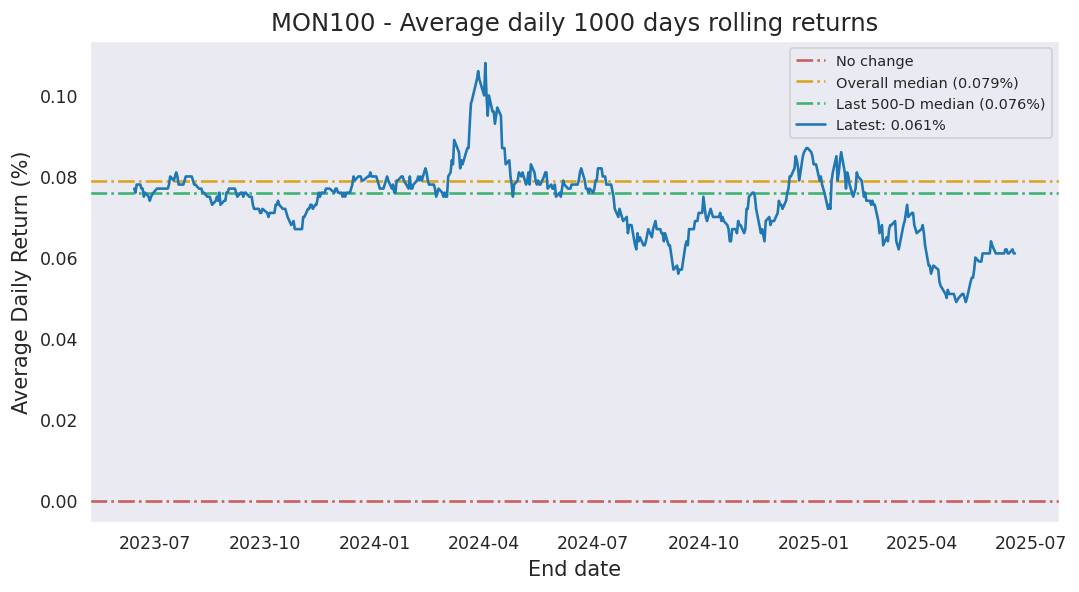 MON100 - Average daily 1000 days rolling returns
No change
Overall median (0.079%)
Last 500-D median (0.076%)
Latest: 0.061%
Average Daily Return (%)
0.10
0.08
0.06
0.04
0.02
0.00
2023-07 2023-10 2024-01 2024-04 2024-07 2024-10 2025-01 2025-04 2025-07
End date